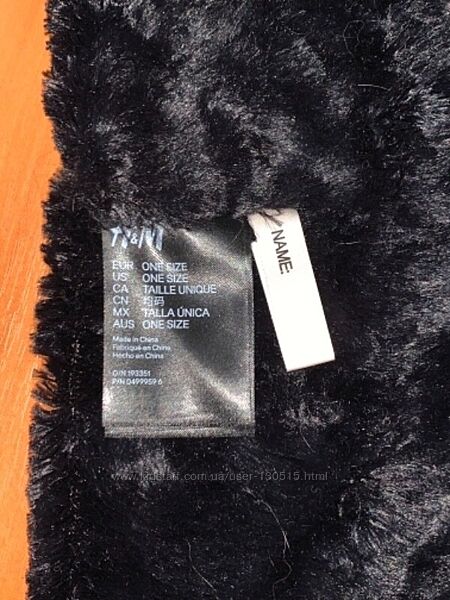 H&M
EUR ONE SIZE
US ONE SIZE
CA TAILLE UNIQUE
CN 均码
MX TALLA ÚNICA
AUS ONE SIZE
Made in China
Fabriqué en Chine
Hecho en China
O/N 193351
P/N 0499959 6
NAME:
www.kidstaff.com.ua/user-130515.html